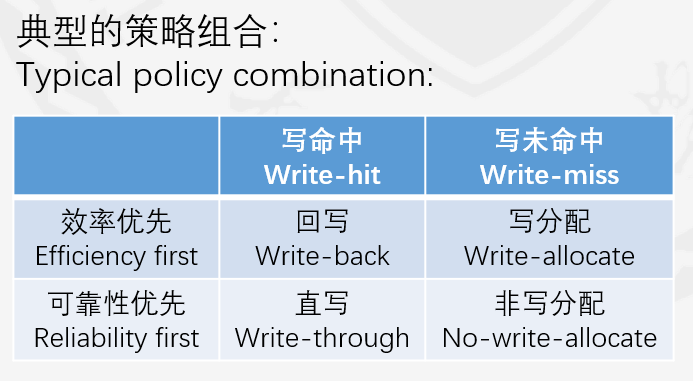 典型的策略组合:
Typical policy combination:
写命中 写未命中
Write-hit Write-miss
效率优先 回写 写分配
Efficiency first Write-back Write-allocate
可靠性优先 直写 非写分配
Reliability first Write-through No-write-allocate